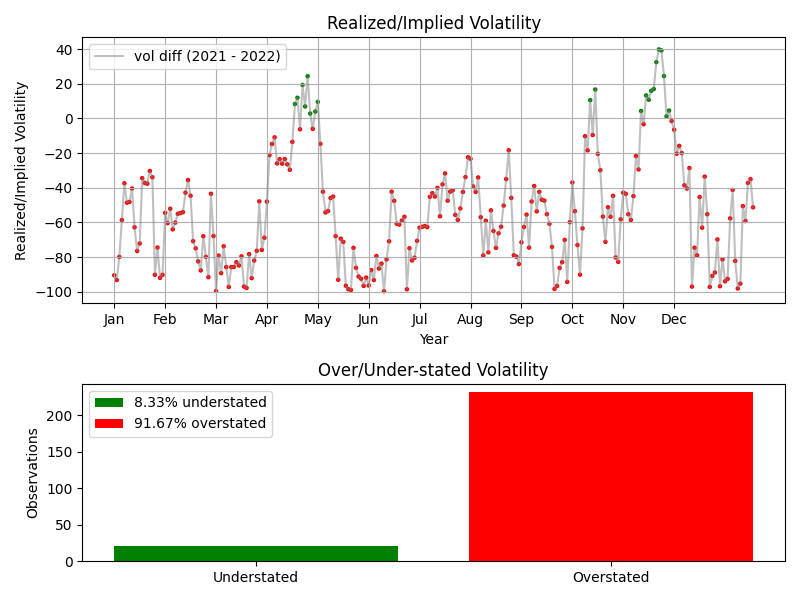 Realized/Implied Volatility
vol diff (2021 - 2022)
Realized/Implied Volatility
40
20
0
−20
−40
−60
−80
−100
Jan Feb Mar Apr May Jun Jul Aug Sep Oct Nov Dec
Year
Over/Under-stated Volatility
8.33% understated
91.67% overstated
Observations
200
150
100
50
0
Understated Overstated